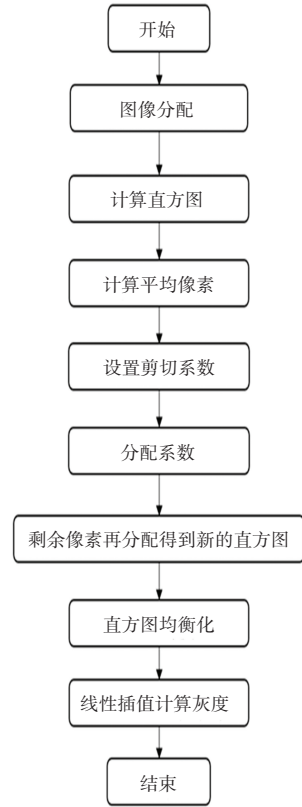 开始
图像分配
计算直方图
计算平均像素
设置剪切系数
分配系数
剩余像素再分配得到新的直方图
直方图均衡化
线性插值计算灰度
结束